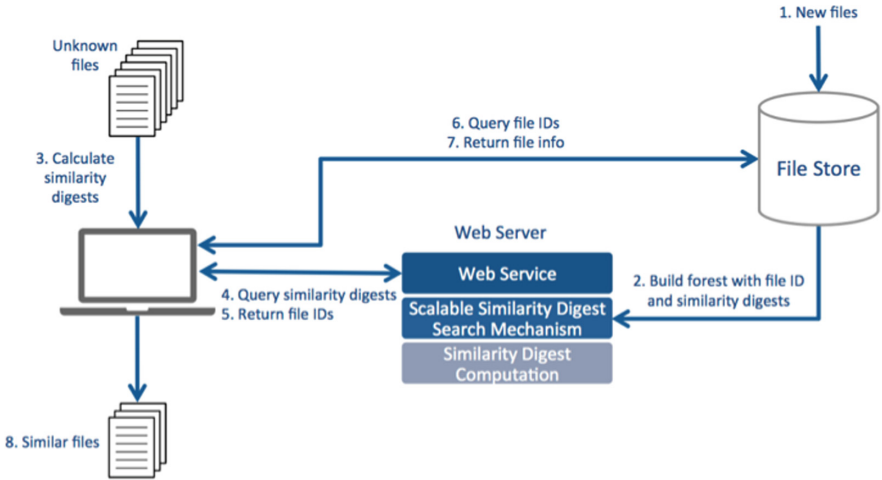 1. New files
Unknown
files
6. Query file IDs
7. Return file info
3. Calculate
similarity
digests
File Store
Web Server
Web Service
2. Build forest with file ID
and similarity digests
4. Query similarity digests
5. Return file IDs
Scalable Similarity Digest
Search Mechanism
Similarity Digest
Computation
8. Similar files